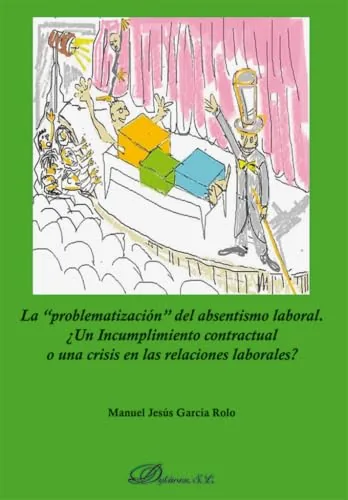 La “problematización” del absentismo laboral.
¿Un Incumplimiento contractual
o una crisis en las relaciones laborales?
Manuel Jesús García Rolo
Dykinson, S.L.